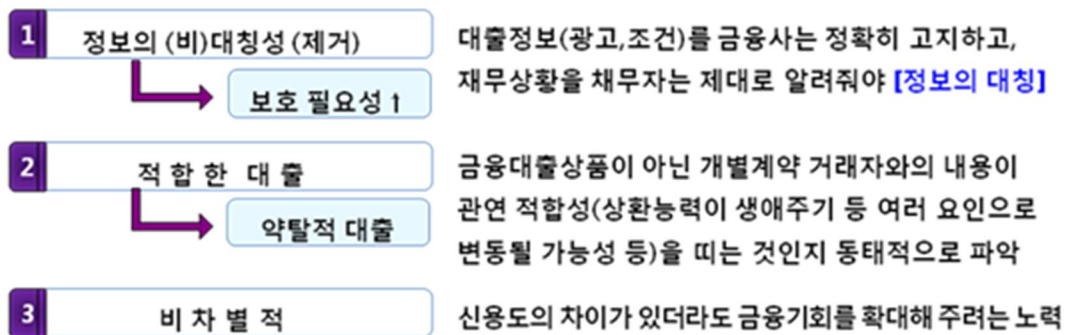 1 정보의 (비)대칭성 (제거)
보호 필요성 ↑
대출정보(광고,조건)를 금융사는 정확히 고지하고,
재무상황을 채무자는 제대로 알려줘야 [정보의 대칭]
2 적 합 한 대 출
약탈적 대출
금융대출상품이 아닌 개별계약 거래자와의 내용이
관연 적합성(상환능력이 생애주기 등 여러 요인으로
변동될 가능성 등)을 띠는 것인지 동태적으로 파악
3 비 차 별 적
신용도의 차이가 있더라도 금융기회를 확대해 주려는 노력